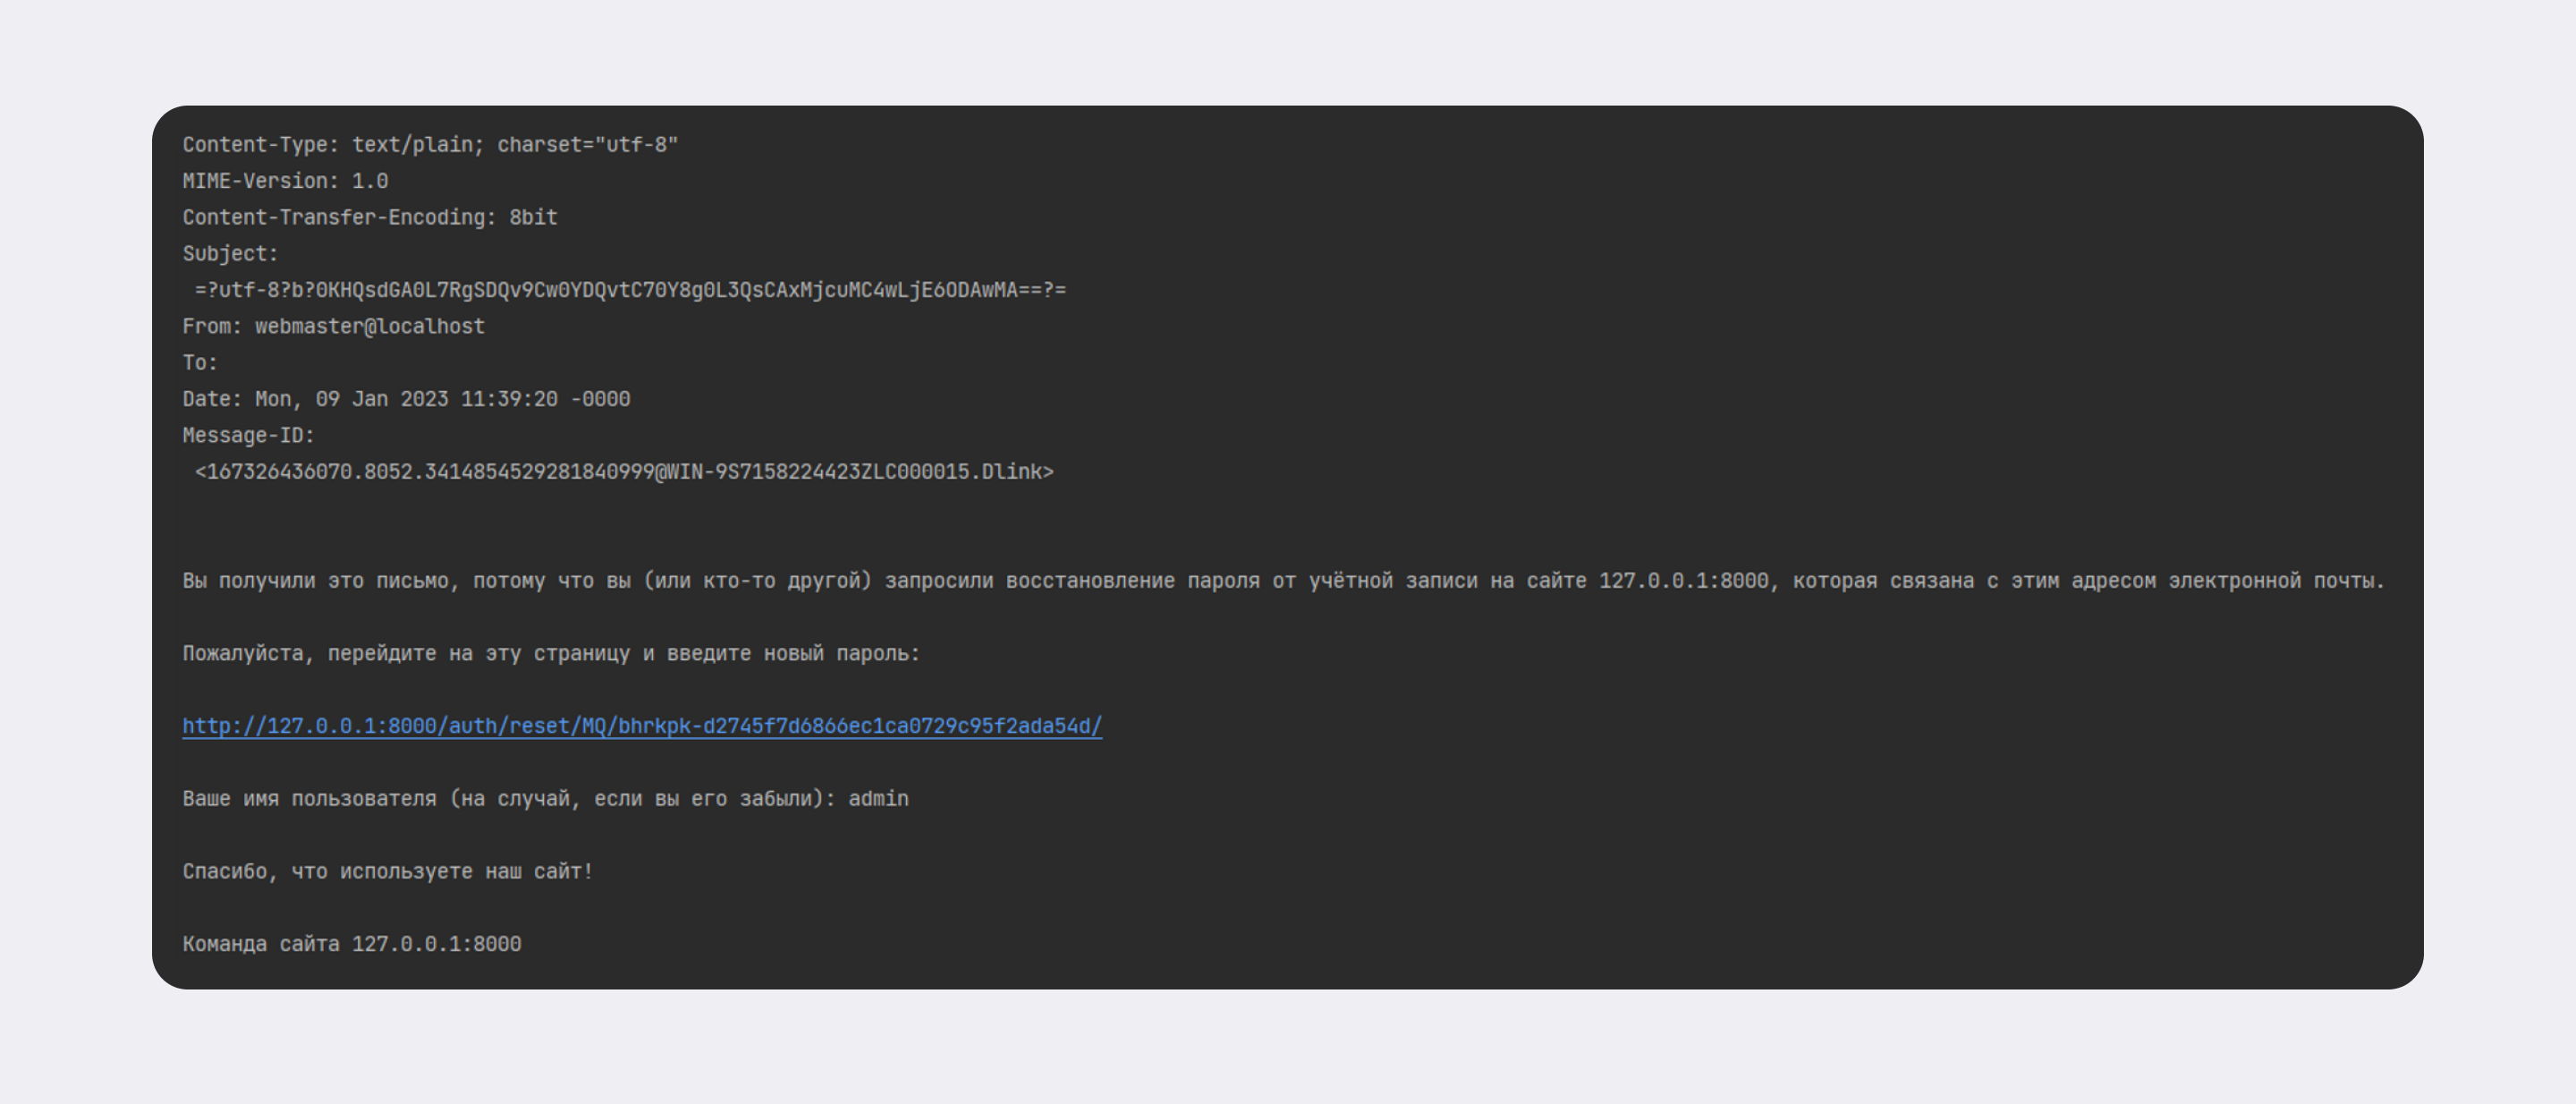 Content-Type: text/plain; charset="utf-8"
MIME-Version: 1.0
Content-Transfer-Encoding: 8bit
Subject:
=?utf-8?b?0KHQsdGA0L7RgSDQv9Cw0YDQvtC70Y8g0L3QsCAxMjcuMC4wLjE6ODAwMA==?=
From: webmaster@localhost
To:
Date: Mon, 09 Jan 2023 11:39:20 -0000
Message-ID:
<167326436070.8052.3414854529281840999@WIN-9S7158224423ZLC000015.Dlink>
Вы получили это письмо, потому что вы (или кто-то другой) запросили восстановление пароля от учётной записи на сайте 127.0.0.1:8000, которая связана с этим адресом электронной почты.
Пожалуйста, перейдите на эту страницу и введите новый пароль:
http://127.0.0.1:8000/auth/reset/MQ/bhrkpk-d2745f7d6866ec1ca0729c95f2ada54d/
Ваше имя пользователя (на случай, если вы его забыли): admin
Спасибо, что используете наш сайт!
Команда сайта 127.0.0.1:8000